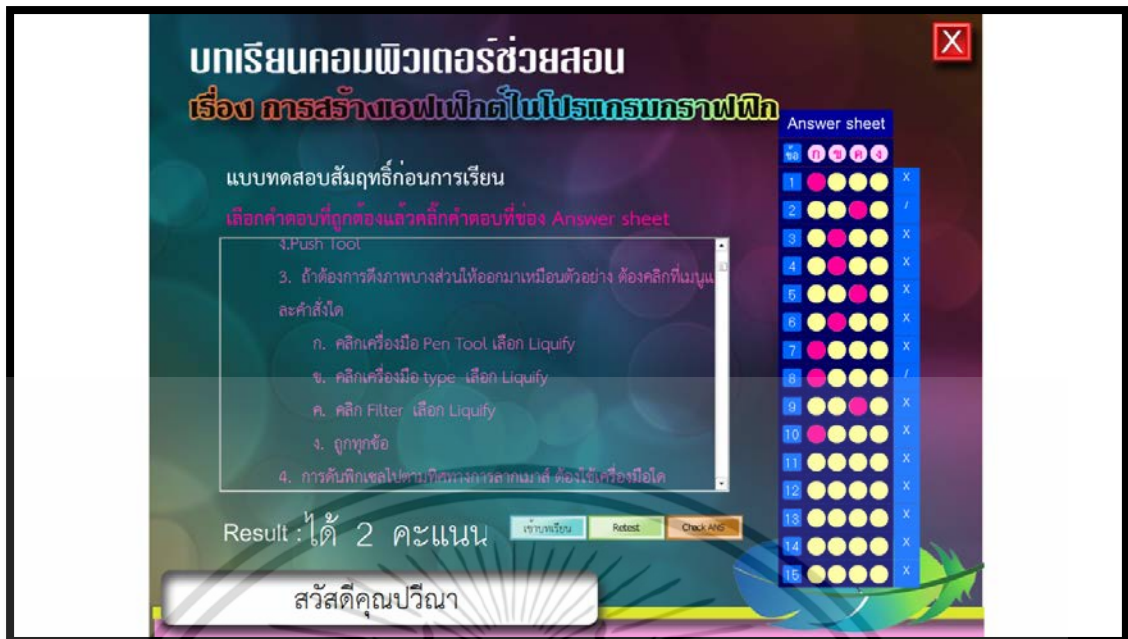 บทเรียนคอมพิวเตอร์ช่วยสอน
เรื่อง การสร้างเอฟเฟ็กต์ในโปรแกรมกราฟฟิก
X
แบบทดสอบสัมฤทธิ์ก่อนการเรียน
เลือกคำตอบที่ถูกต้องแล้วคลิ๊กคำตอบที่ช่อง Answer sheet
ง.Push Tool
3. ถ้าต้องการดึงภาพบางส่วนให้ออกมาเหมือนตัวอย่าง ต้องคลิกที่เมนูแ
ละคำสั่งใด
ก. คลิกเครื่องมือ Pen Tool เลือก Liquify
ข. คลิกเครื่องมือ type เลือก Liquify
ค. คลิก Filter เลือก Liquify
ง. ถูกทุกข้อ
4. การดันพิกเซลไปตามทิศทางการลากเมาส์ ต้องใช้เครื่องมือใด
Result : ได้ 2 คะแนน
เข้าบทเรียน Retest Check ANS
สวัสดีคุณปวีณา
Answer sheet
ข้อ ก ข ค ง
1 X
2 /
3 X
4 X
5 X
6 X
7 X
8 /
9 X
10 X
11 X
12 X
13 X
14 X
15 X